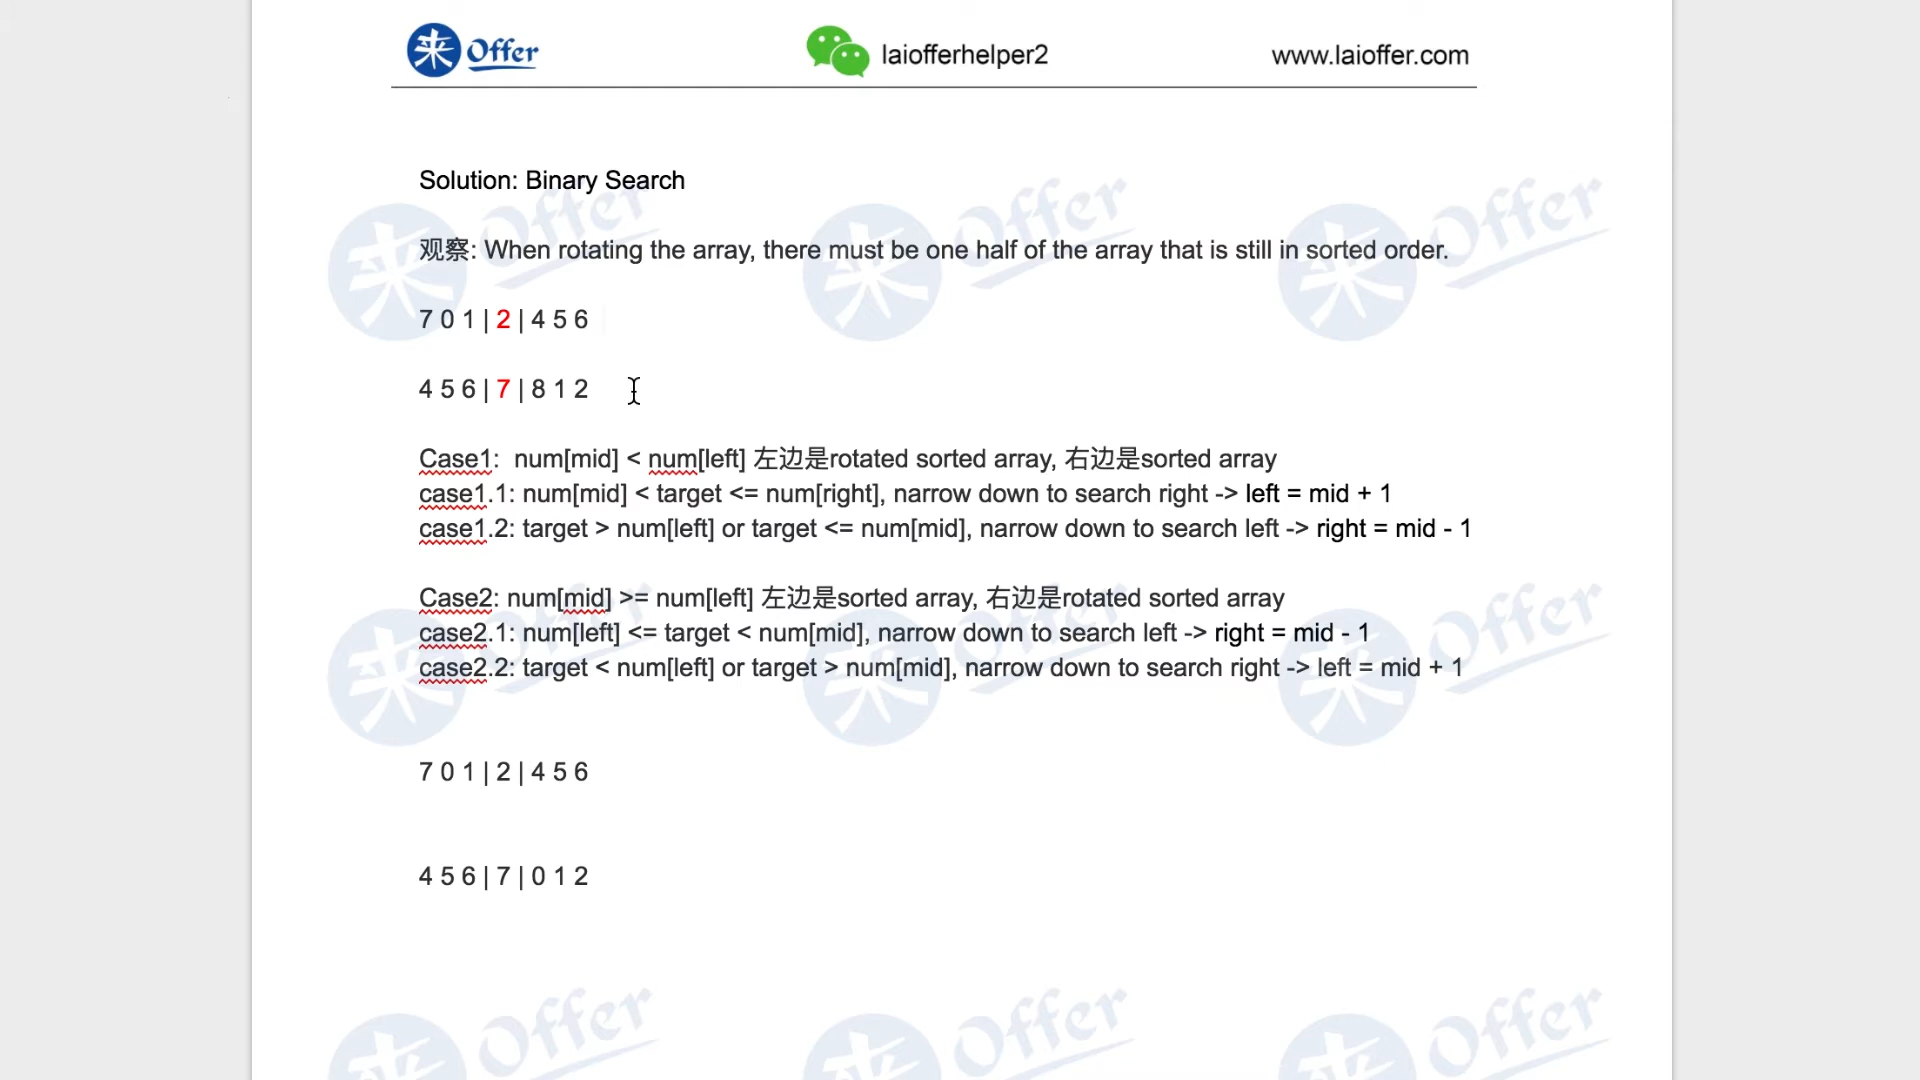 来 Offer
laiofferhelper2
www.laioffer.com
Solution: Binary Search
观察: When rotating the array, there must be one half of the array that is still in sorted order.
7 0 1 | 2 | 4 5 6
4 5 6 | 7 | 8 1 2
Case1: num[mid] < num[left] 左边是rotated sorted array, 右边是sorted array
case1.1: num[mid] < target <= num[right], narrow down to search right -> left = mid + 1
case1.2: target > num[left] or target <= num[mid], narrow down to search left -> right = mid - 1
Case2: num[mid] >= num[left] 左边是sorted array, 右边是rotated sorted array
case2.1: num[left] <= target < num[mid], narrow down to search left -> right = mid - 1
case2.2: target < num[left] or target > num[mid], narrow down to search right -> left = mid + 1
7 0 1 | 2 | 4 5 6
4 5 6 | 7 | 0 1 2